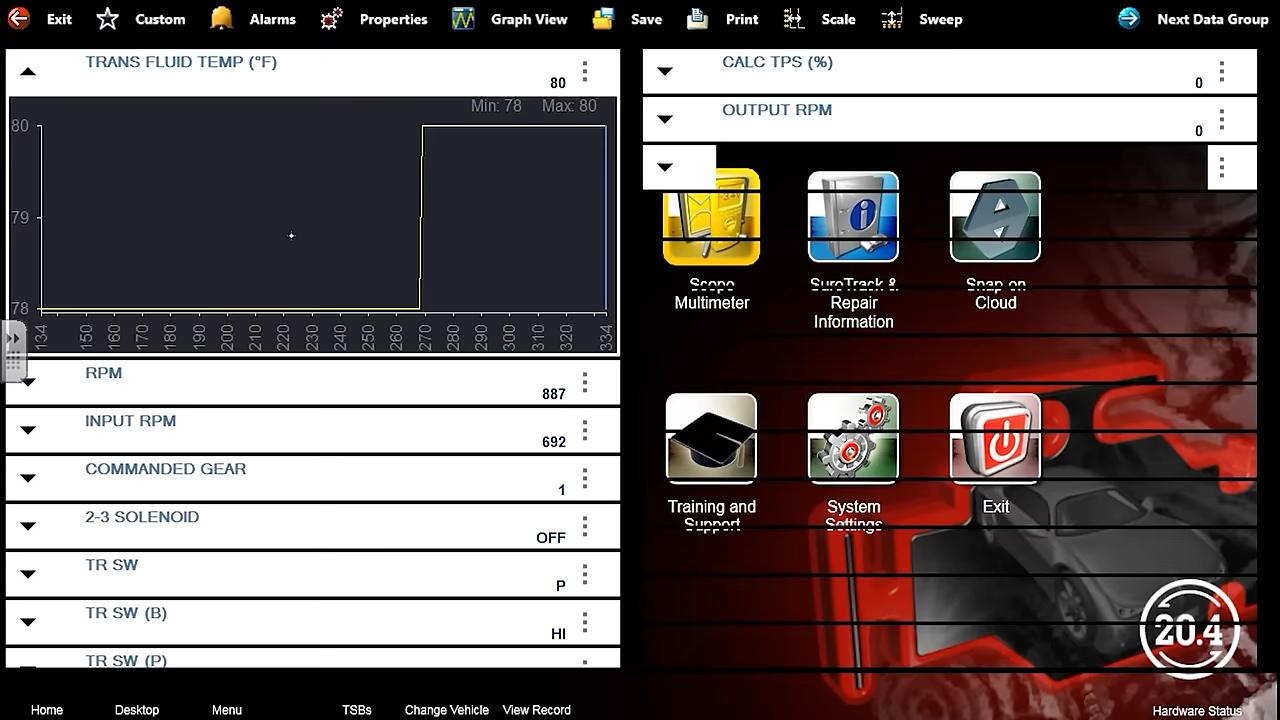 Exit
Custom
Alarms
Properties
Graph View
Save
Print
Scale
Sweep
Next Data Group
TRANS FLUID TEMP (°F)
80
Min: 78 Max: 80
80
79
78
134 150 160 170 180 190 200 210 220 230 240 250 260 270 280 290 300 310 320 334
RPM
887
INPUT RPM
692
COMMANDED GEAR
1
2-3 SOLENOID
OFF
TR SW
P
TR SW (B)
HI
TR SW (P)
CALC TPS (%)
0
OUTPUT RPM
0
Scope
Multimeter
SureTrack &
Repair
Information
Snap-on
Cloud
Training and
Support
System
Settings
Exit
20.4
Home
Desktop
Menu
TSBs
Change Vehicle
View Record
Hardware Status